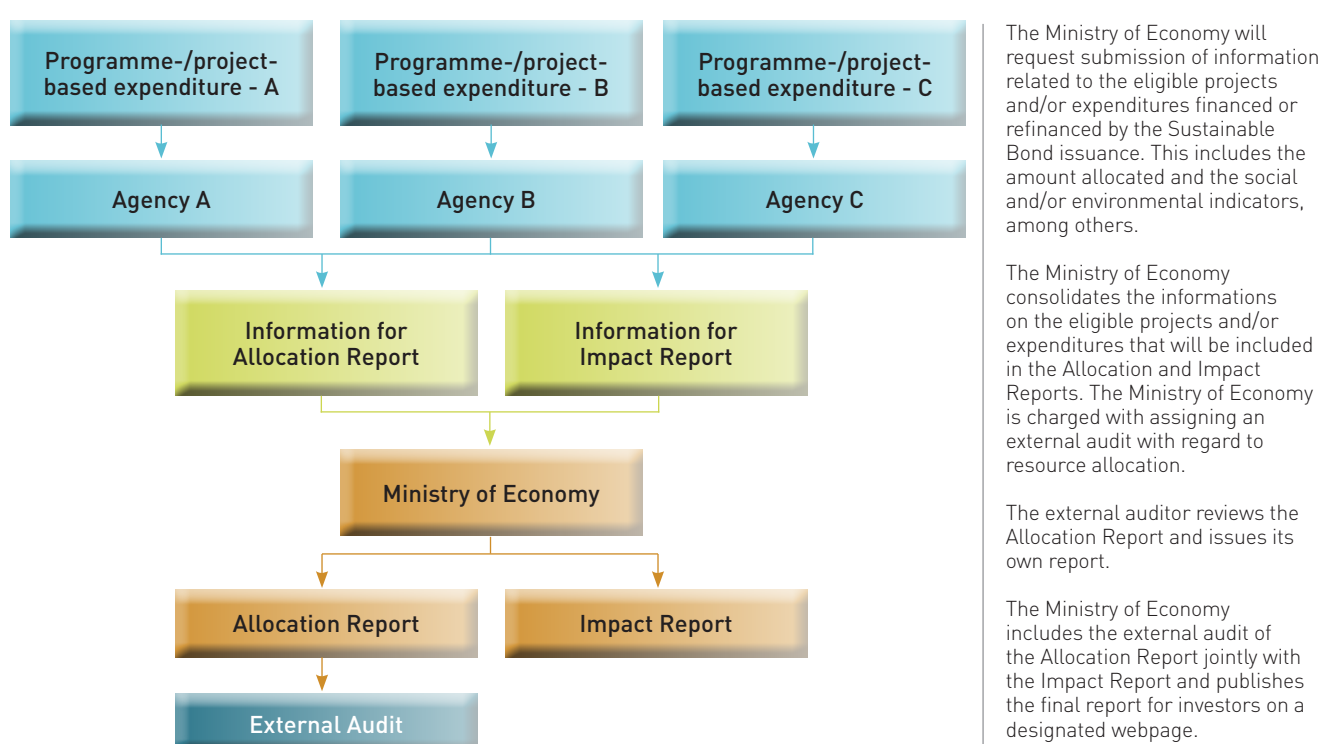 Programme-/project-
based expenditure - A
Programme-/project-
based expenditure - B
Programme-/project-
based expenditure - C
Agency A
Agency B
Agency C
Information for
Allocation Report
Information for
Impact Report
Ministry of Economy
Allocation Report
Impact Report
External Audit
The Ministry of Economy will
request submission of information
related to the eligible projects
and/or expenditures financed or
refinanced by the Sustainable
Bond issuance. This includes the
amount allocated and the social
and/or environmental indicators,
among others.
The Ministry of Economy
consolidates the informations
on the eligible projects and/or
expenditures that will be included
in the Allocation and Impact
Reports. The Ministry of Economy
is charged with assigning an
external audit with regard to
resource allocation.
The external auditor reviews the
Allocation Report and issues its
own report.
The Ministry of Economy
includes the external audit of
the Allocation Report jointly with
the Impact Report and publishes
the final report for investors on a
designated webpage.